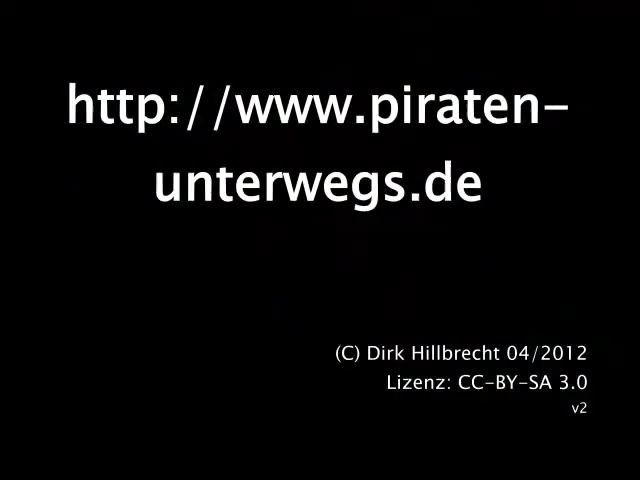 http://www.piraten-
unterwegs.de
(C) Dirk Hillbrecht 04/2012
Lizenz: CC-BY-SA 3.0
v2